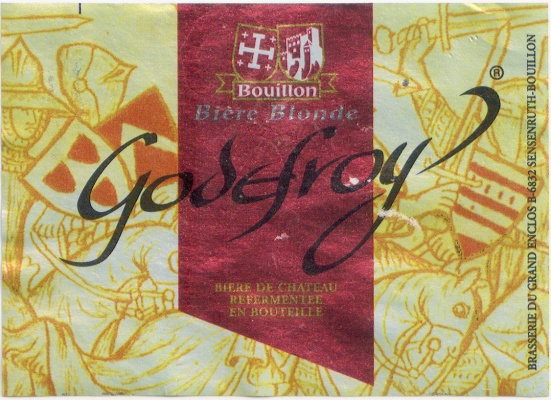 Bouillon
Bière Blonde
Godefroy
®
BIERE DE CHATEAU
REFERMENTEE
EN BOUTEILLE
BRASSERIE DU GRAND ENCLOS B-6832 SENSENRUTH-BOUILLON